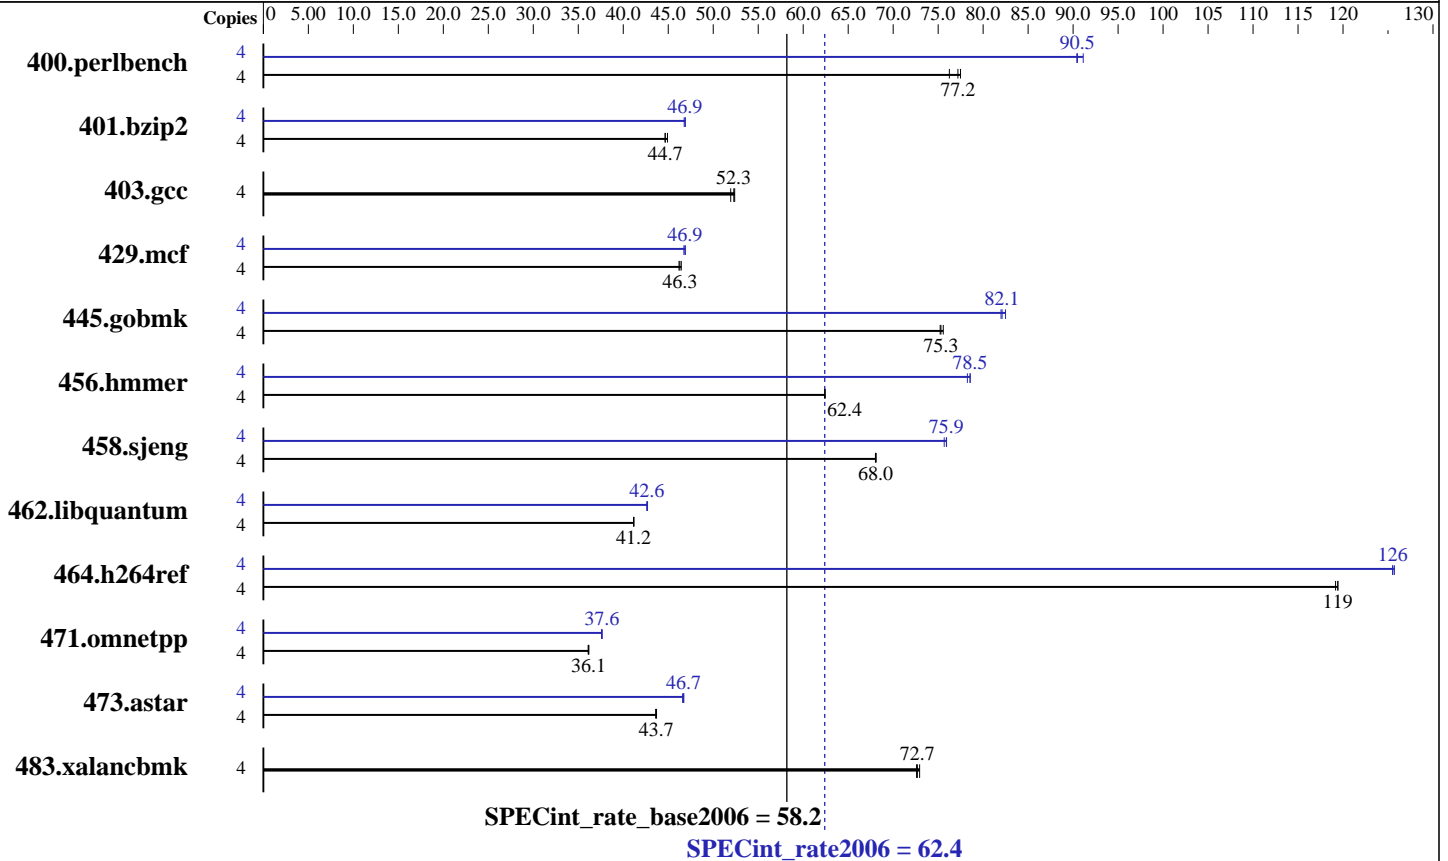 Copies 0 5.00 10.0 15.0 20.0 25.0 30.0 35.0 40.0 45.0 50.0 55.0 60.0 65.0 70.0 75.0 80.0 85.0 90.0 95.0 100 105 110 115 120 130
400.perlbench 4 90.5
4 77.2
401.bzip2 4 46.9
4 44.7
403.gcc 4 52.3
429.mcf 4 46.9
4 46.3
445.gobmk 4 82.1
4 75.3
456.hmmer 4 78.5
4 62.4
458.sjeng 4 75.9
4 68.0
462.libquantum 4 42.6
4 41.2
464.h264ref 4 126
4 119
471.omnetpp 4 37.6
4 36.1
473.astar 4 46.7
4 43.7
483.xalancbmk 4 72.7
SPECint_rate_base2006 = 58.2
SPECint_rate2006 = 62.4